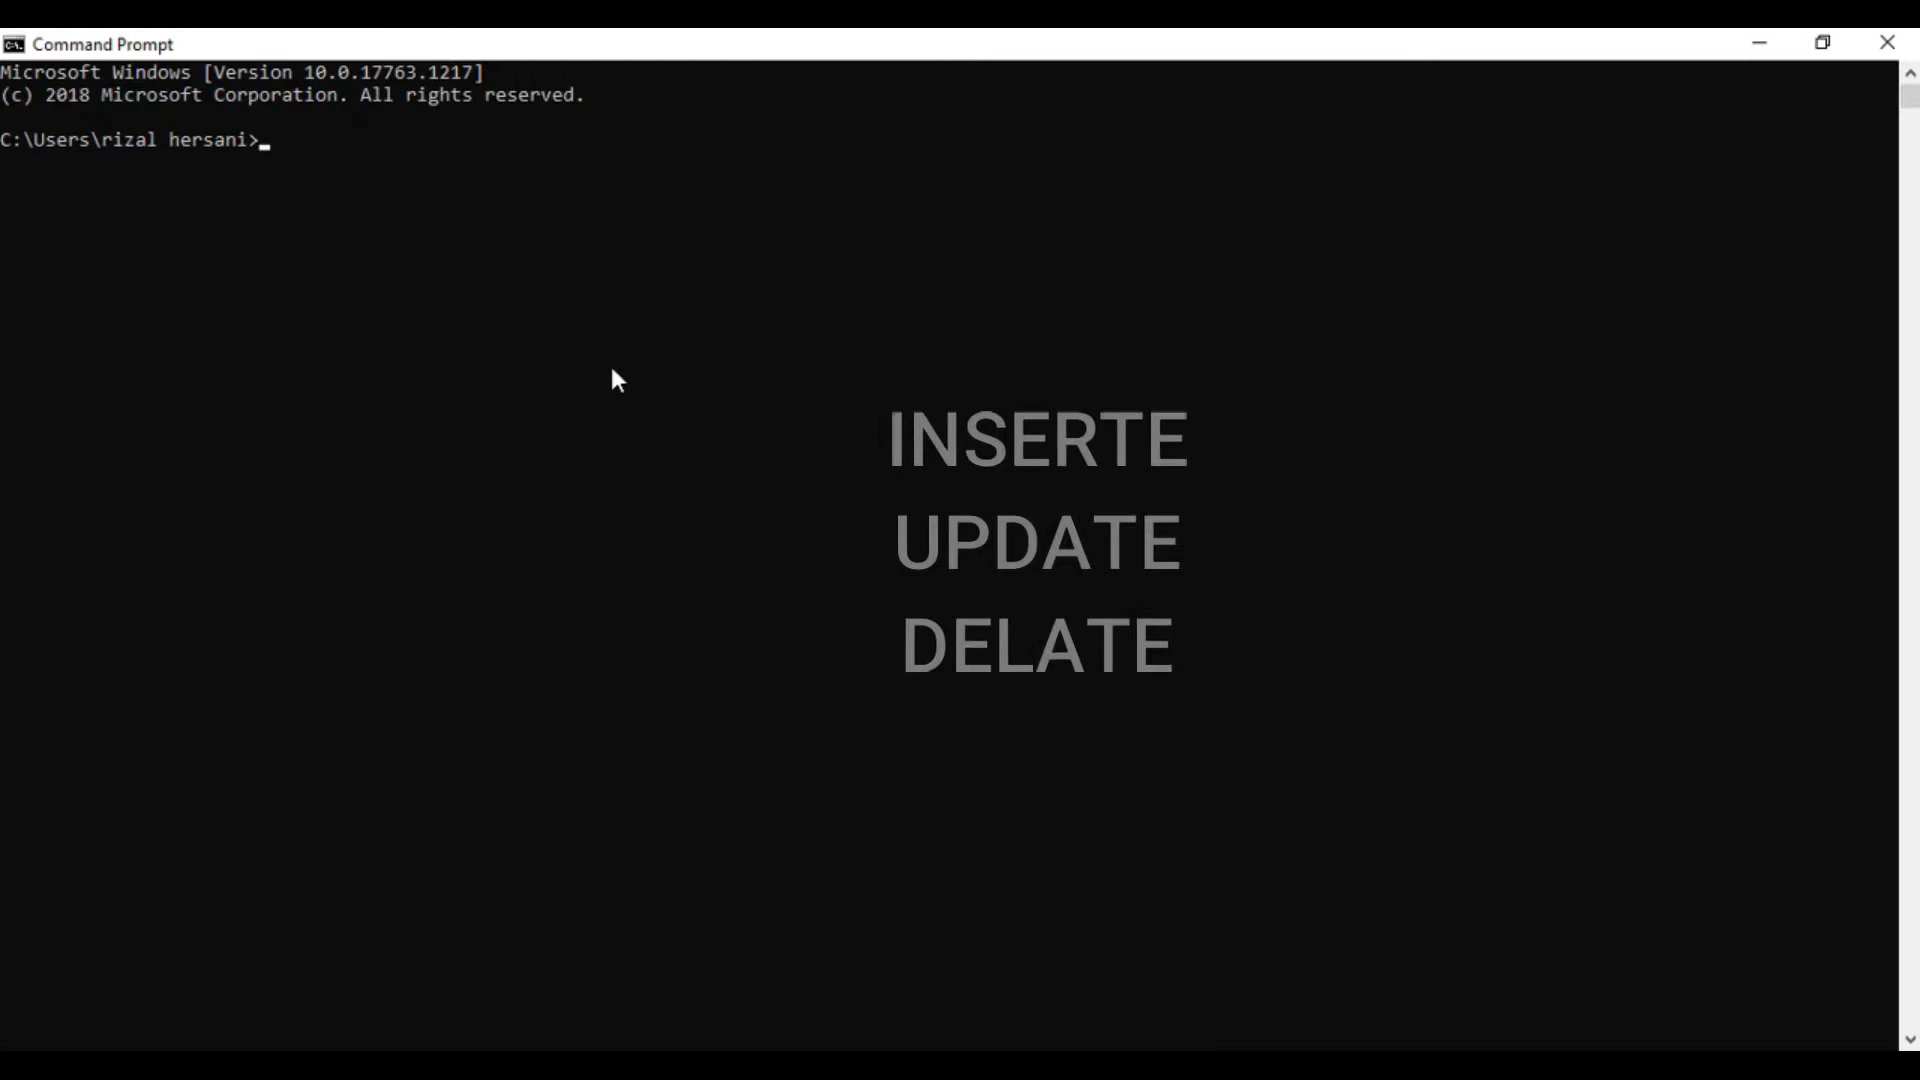 Command Prompt
Microsoft Windows [Version 10.0.17763.1217]
(c) 2018 Microsoft Corporation. All rights reserved.
C:\Users\rizal hersani>
INSERTE
UPDATE
DELATE